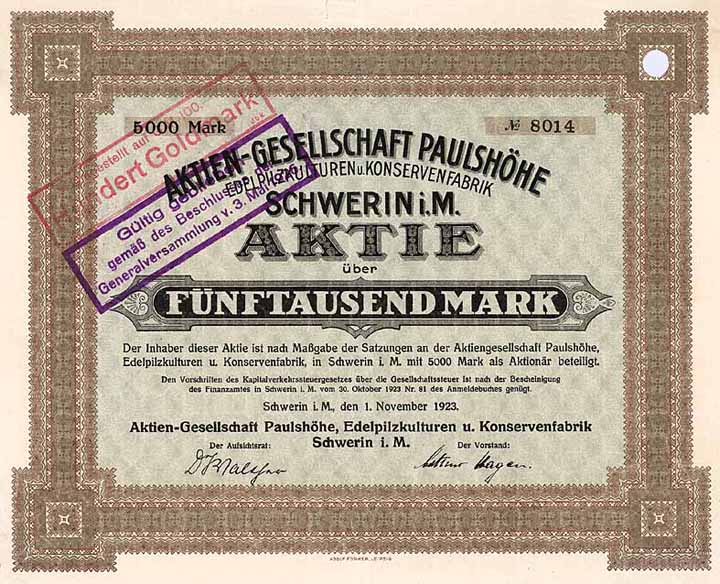 5000 Mark
№ 8014
Hundert Goldmark
Gültig
gemäß des Beschlusses
Generalversammlung v. 3. Mai
AKTIEN-GESELLSCHAFT PAULSHÖHE
EDELPILZKULTUREN u. KONSERVENFABRIK
SCHWERIN i. M.
AKTIE
über
FÜNFTAUSEND MARK
Der Inhaber dieser Aktie ist nach Maßgabe der Satzungen an der Aktiengesellschaft Paulshöhe,
Edelpilzkulturen u. Konservenfabrik, in Schwerin i. M. mit 5000 Mark als Aktionär beteiligt.
Den Vorschriften des Kapitalverkehrssteuergesetzes über die Gesellschaftssteuer ist nach der Bescheinigung
des Finanzamtes in Schwerin i. M. vom 30. Oktober 1923 Nr. 81 des Anmeldebuches genügt.
Schwerin i. M., den 1. November 1923.
Aktien-Gesellschaft Paulshöhe, Edelpilzkulturen u. Konservenfabrik
Schwerin i. M.
Der Aufsichtsrat:
Der Vorstand: